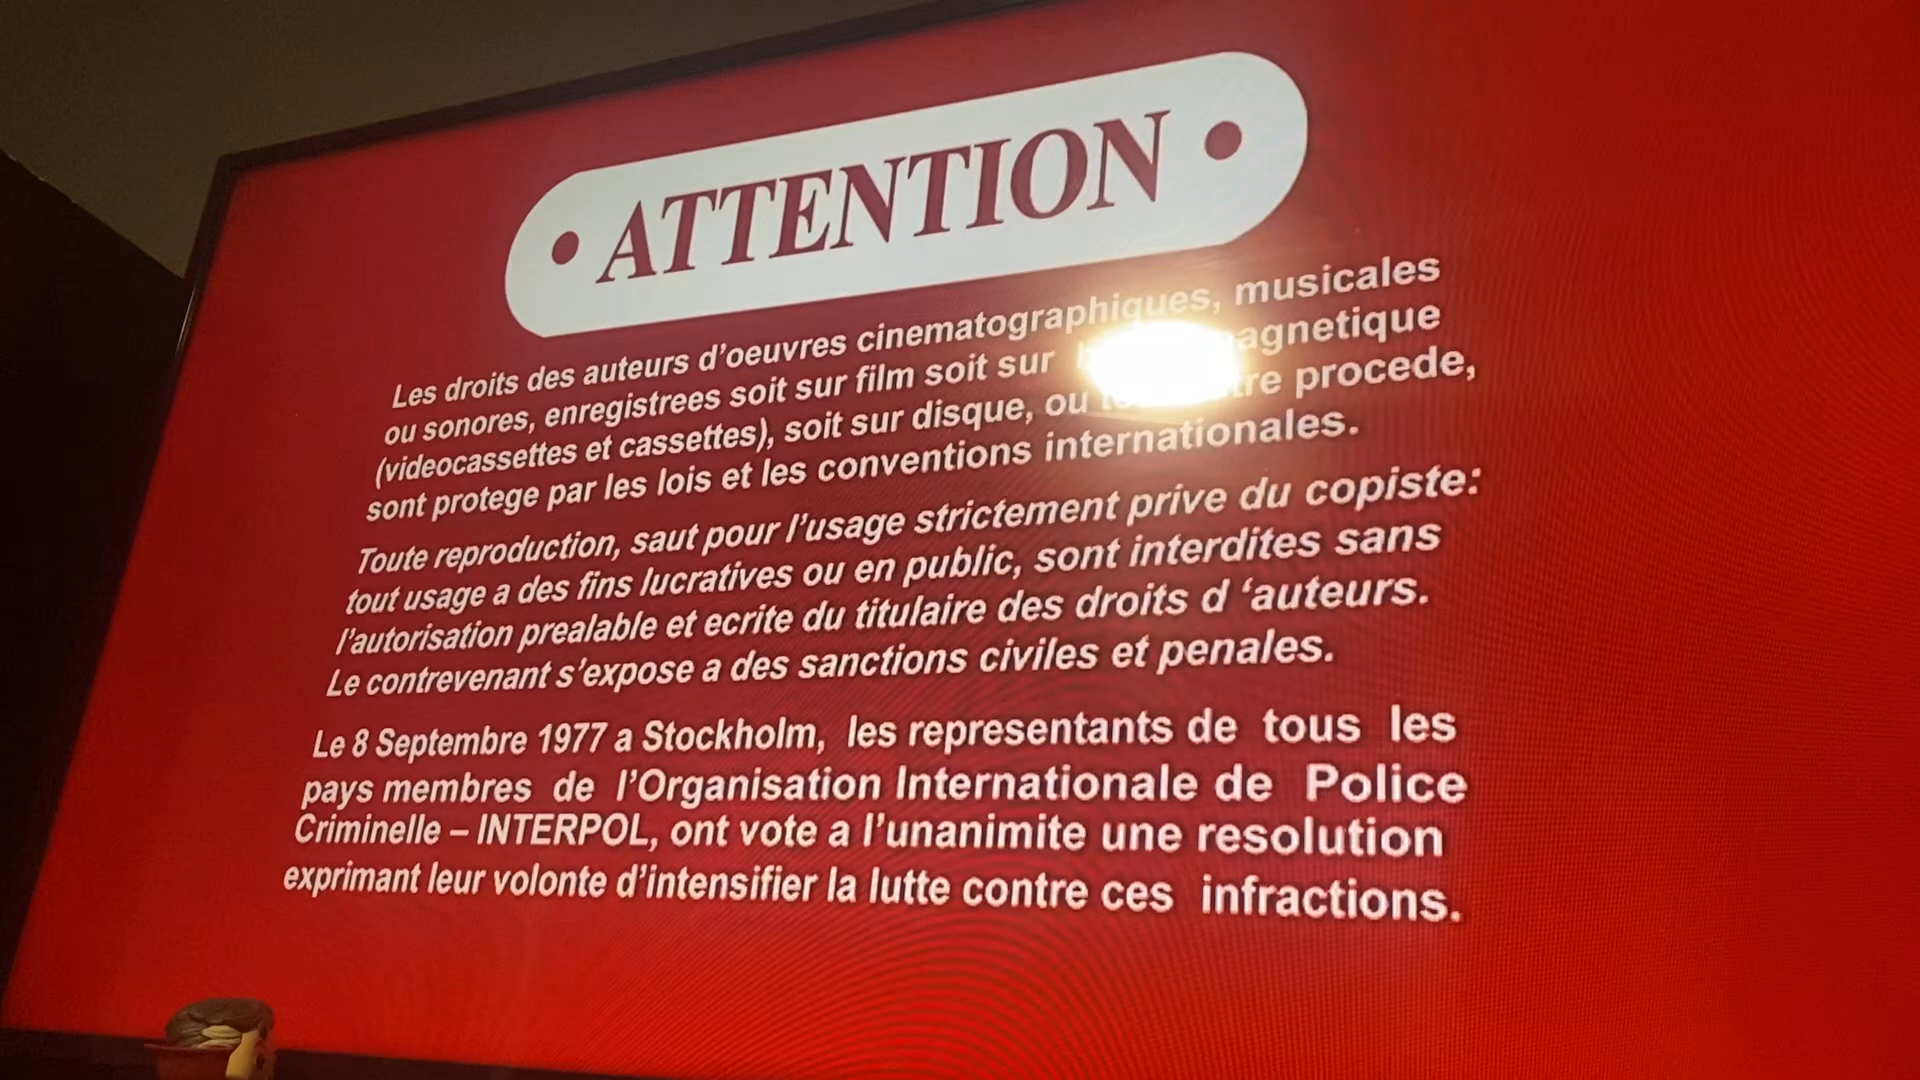 • ATTENTION •
Les droits des auteurs d'oeuvres cinematographiques, musicales
ou sonores, enregistrees soit sur film soit sur
(videocassettes et cassettes), soit sur disque, ou procede,
sont protege par les lois et les conventions internationales.
Toute reproduction, saut pour l'usage strictement prive du copiste:
tout usage a des fins lucratives ou en public, sont interdites sans
l'autorisation prealable et ecrite du titulaire des droits d ‘auteurs.
Le contrevenant s'expose a des sanctions civiles et penales.
Le 8 Septembre 1977 a Stockholm, les representants de tous les
pays membres de l'Organisation Internationale de Police
Criminelle – INTERPOL, ont vote a l'unanimite une resolution
exprimant leur volonte d'intensifier la lutte contre ces infractions.